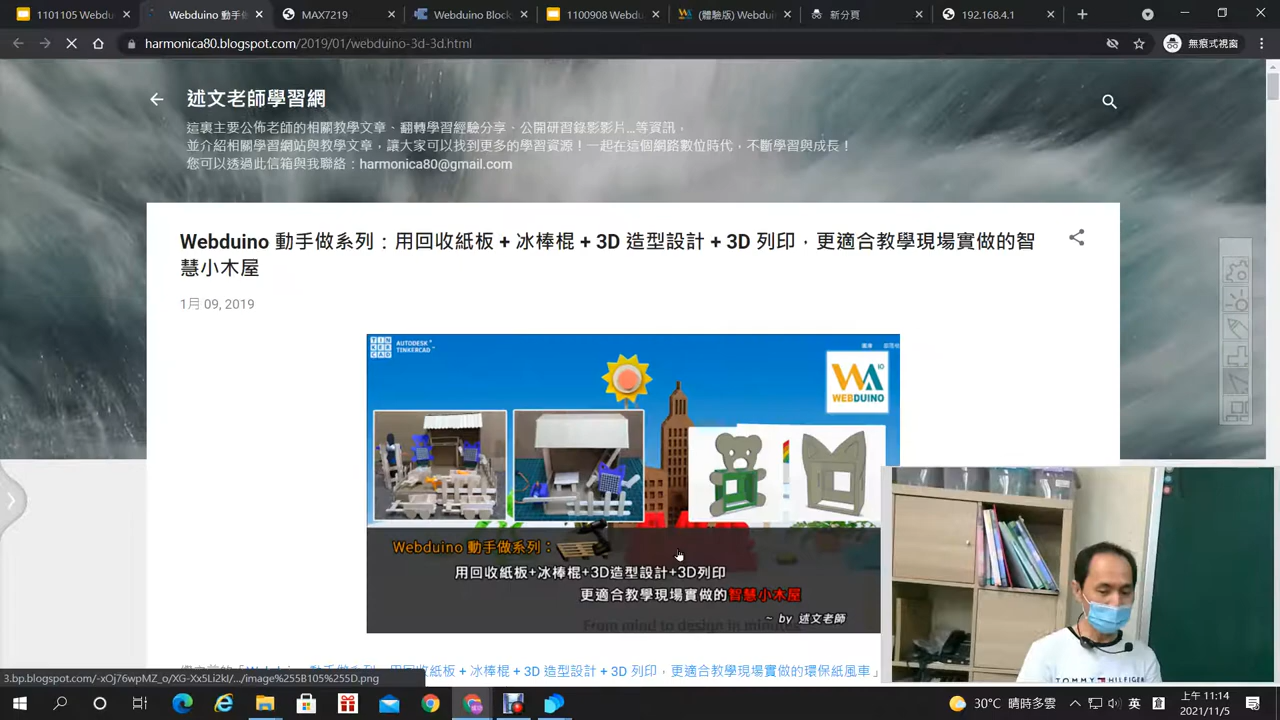 1101105 Webdu
Webduino 動手做
MAX7219
Webduino Block
1100908 Webdu
(體驗版) Webdui
新分頁
192.168.4.1
harmonica80.blogspot.com/2019/01/webduino-3d-3d.html
無痕式視窗
述文老師學習網
這裏主要公佈老師的相關教學文章、翻轉學習經驗分享、公開研習錄影影片...等資訊，
並介紹相關學習網站與教學文章，讓大家可以找到更多的學習資源！一起在這個網路數位時代，不斷學習與成長！
您可以透過此信箱與我聯絡：harmonica80@gmail.com
Webduino 動手做系列：用回收紙板 + 冰棒棍 + 3D 造型設計 + 3D 列印，更適合教學現場實做的智
慧小木屋
1月 09, 2019
AUTODESK
TINKERCAD
WEBDUINO
Webduino 動手做系列：
用回收紙板+冰棒棍+3D造型設計+3D列印
更適合教學現場實做的智慧小木屋
From mind to design in minutes
~ by 述文老師
動手做系列：用回收紙板 + 冰棒棍 + 3D 造型設計 + 3D 列印，更適合教學現場實做的環保紙風車」
3.bp.blogspot.com/-xOj76wpMZ_o/XG-Xx5Li2kI/.../image%255B105%255D.png
TOMMY HILFIGER
30°C 晴時多雲
英
上午 11:14
2021/11/5